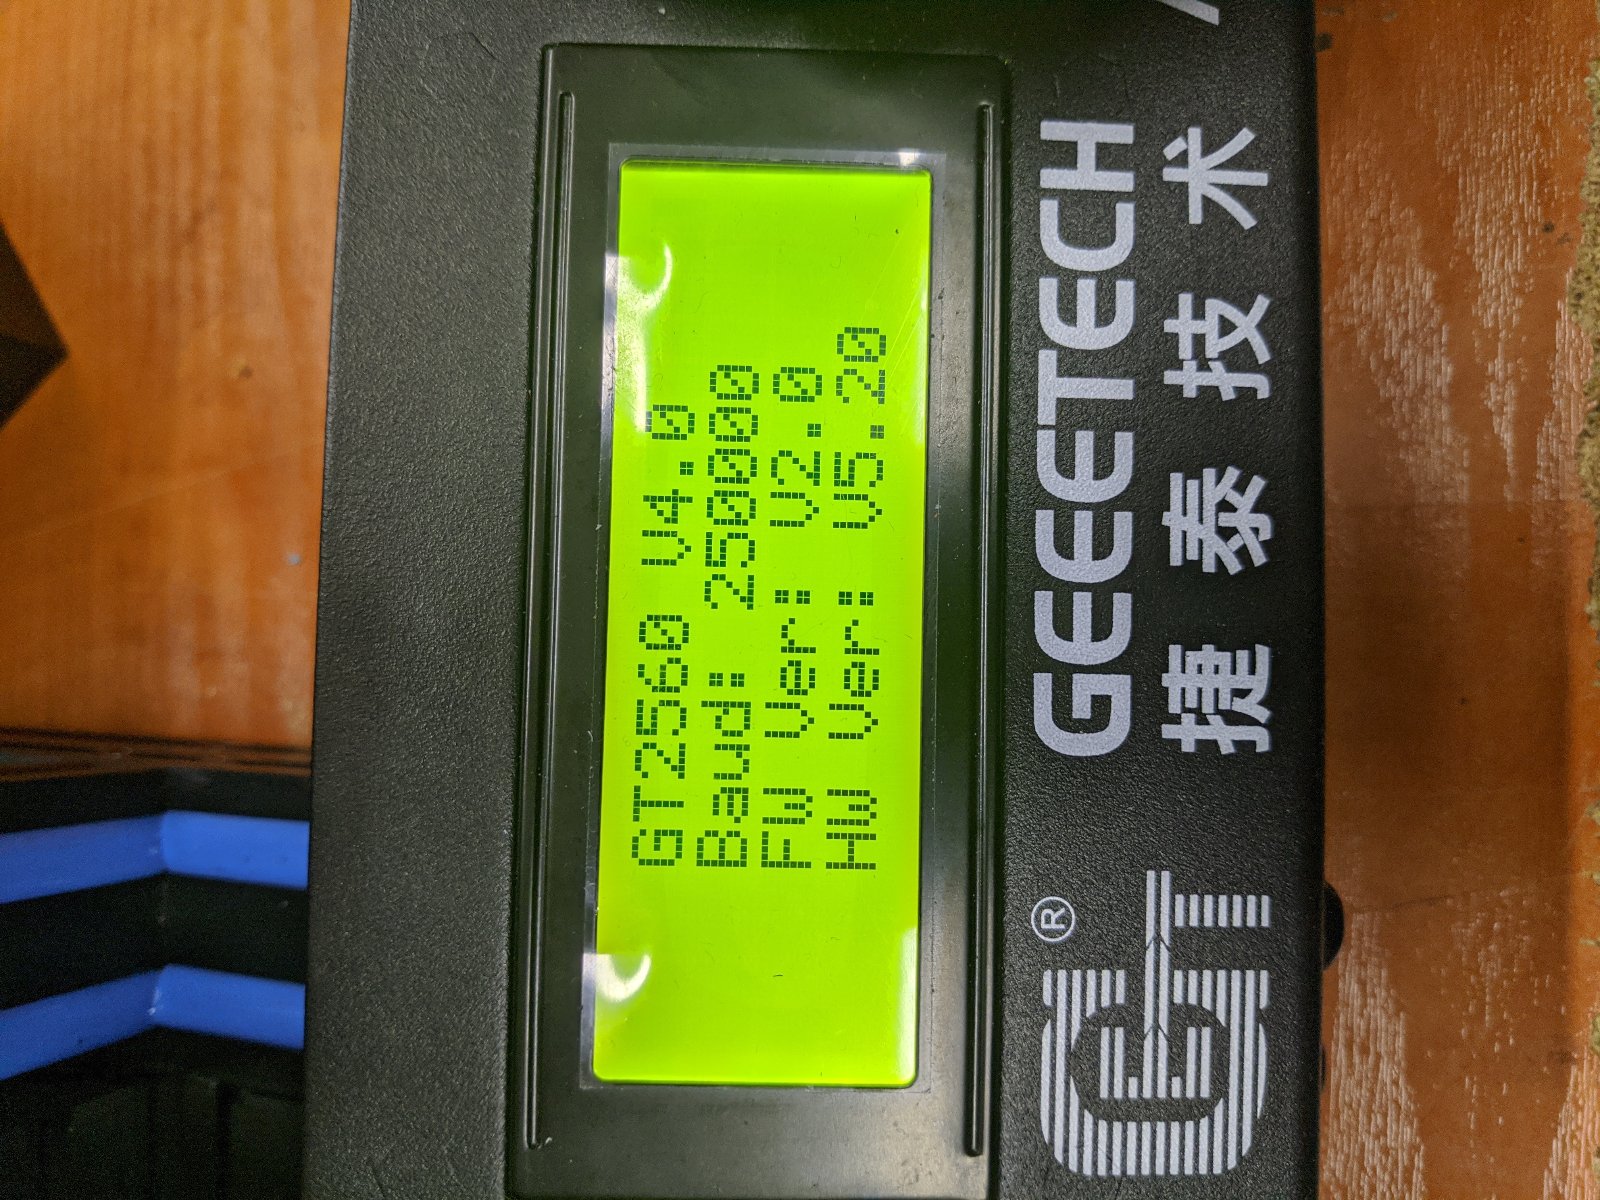 GT2560 V4.0
Baud: 250000
FW Ver: V2.0
HW Ver: V5.20
GT®
GEEETECH
捷泰技术